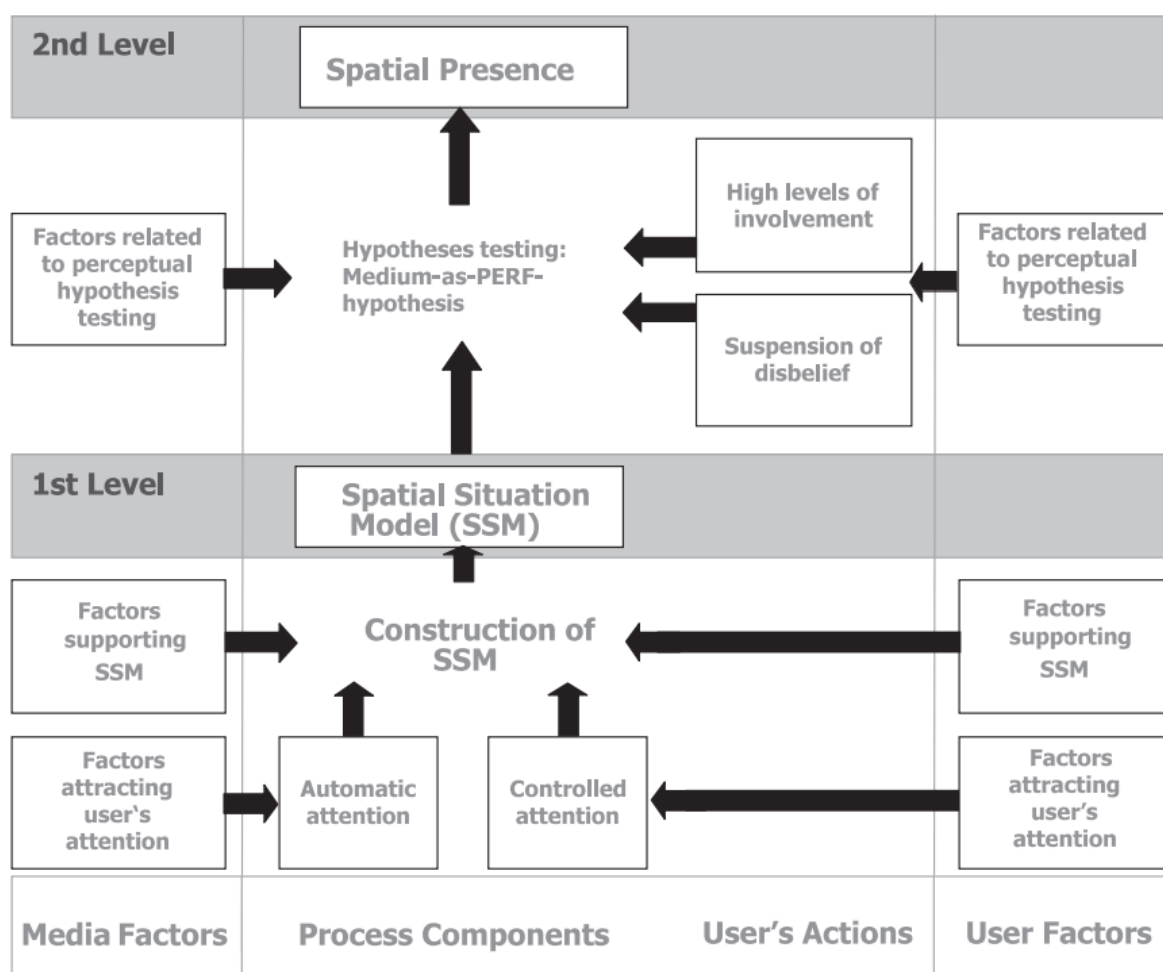 2nd Level
Spatial Presence
High levels of
involvement
Factors related
to perceptual
hypothesis
testing
Hypotheses testing:
Medium-as-PERF-
hypothesis
Factors related
to perceptual
hypothesis
testing
Suspension of
disbelief
1st Level
Spatial Situation
Model (SSM)
Factors
supporting
SSM
Construction of
SSM
Factors
supporting
SSM
Factors
attracting
user‘s
attention
Automatic
attention
Controlled
attention
Factors
attracting
user’s
attention
Media Factors
Process Components
User’s Actions
User Factors